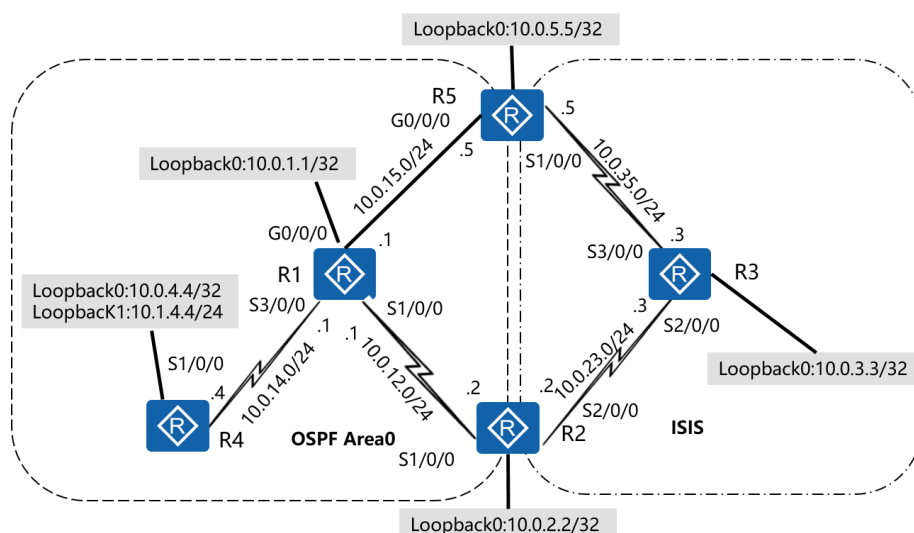 Loopback0:10.0.5.5/32
R5
G0/0/0
.5
.5
S1/0/0
10.0.15.0/24
10.0.35.0/24
Loopback0:10.0.1.1/32
G0/0/0
.1
R
R1
S3/0/0
.1
.1
S1/0/0
S3/0/0
.3
R
R3
.3
S2/0/0
Loopback0:10.0.4.4/32
LoopbacK1:10.1.4.4/24
S1/0/0
.4
10.0.14.0/24
10.0.12.0/24
10.0.23.0/24
Loopback0:10.0.3.3/32
R
R4
OSPF Area0
.2
S1/0/0
R
.2
S2/0/0
R2
ISIS
R
Loopback0:10.0.2.2/32